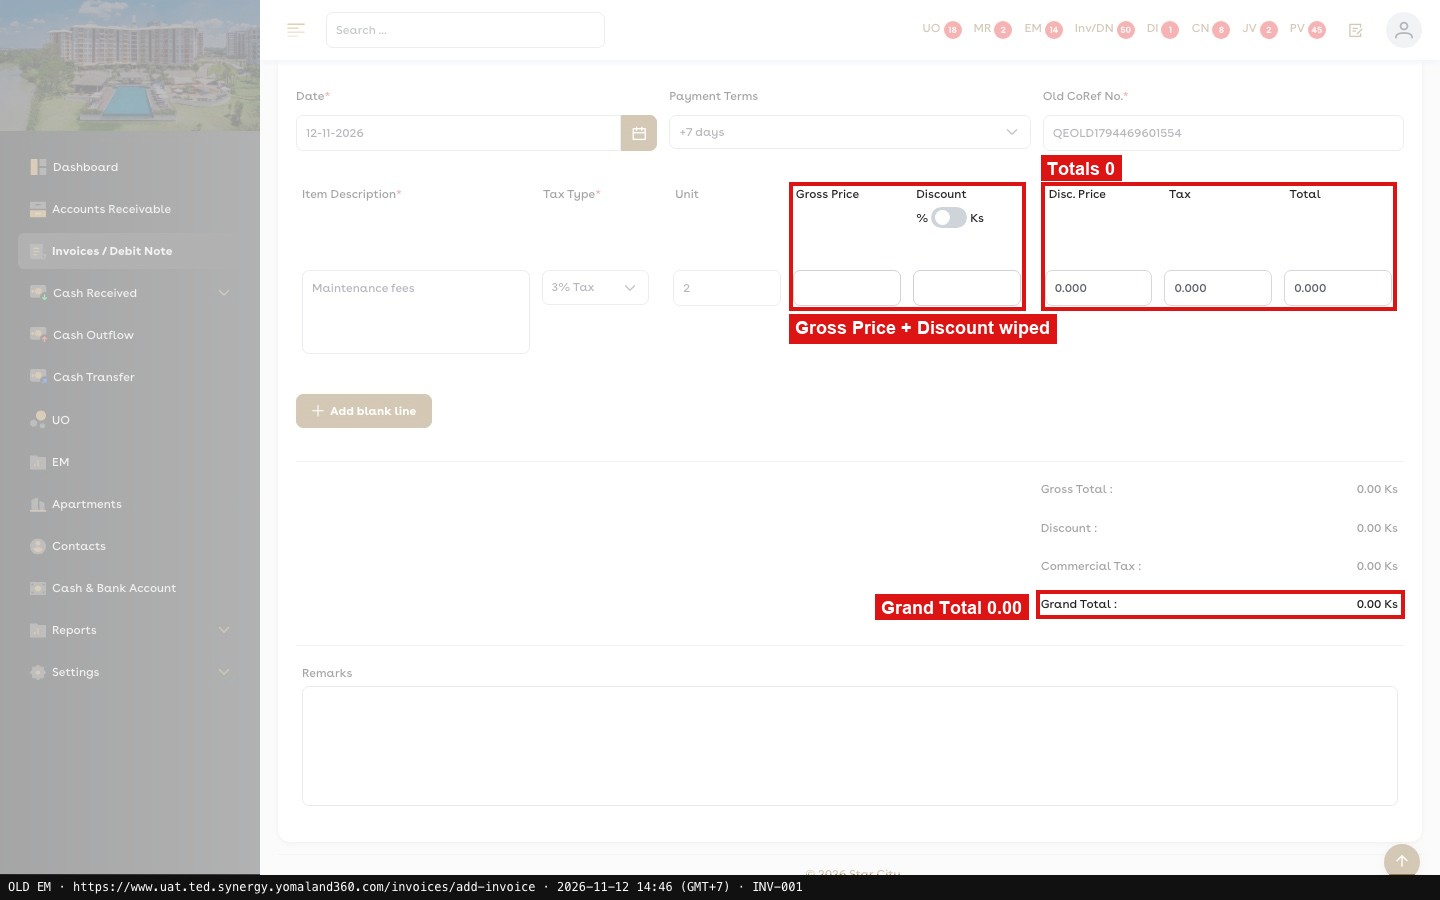 Search ...
UO 18 MR 2 EM 14 Inv/DN 50 DI 1 CN 8 JV 2 PV 45
Dashboard
Accounts Receivable
Invoices / Debit Note
Cash Received
Cash Outflow
Cash Transfer
UO
EM
Apartments
Contacts
Cash & Bank Account
Reports
Settings
Date* Payment Terms Old CoRef No.*
12-11-2026 +7 days QEOLD1794469601554
Totals 0
Item Description* Tax Type* Unit Gross Price Discount Disc. Price Tax Total
% Ks
Maintenance fees 3% Tax 2 0.000 0.000 0.000
Gross Price + Discount wiped
Add blank line
Gross Total : 0.00 Ks
Discount : 0.00 Ks
Commercial Tax : 0.00 Ks
Grand Total 0.00 Grand Total : 0.00 Ks
Remarks
© 2026 Star City
OLD EM · https://www.uat.ted.synergy.yomaland360.com/invoices/add-invoice · 2026-11-12 14:46 (GMT+7) · INV-001